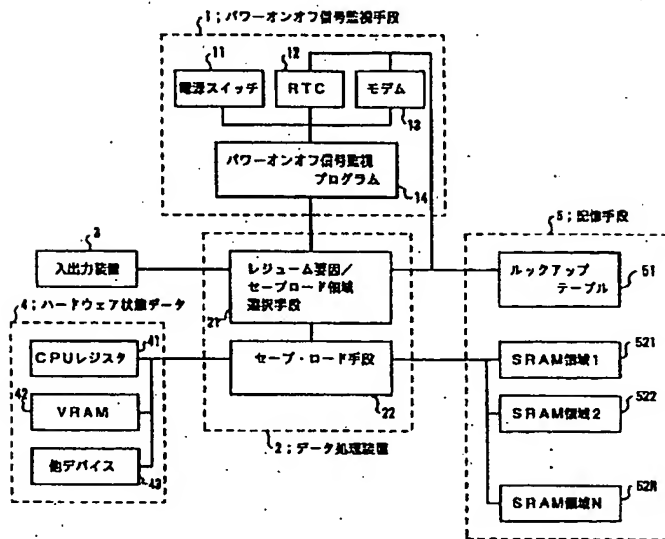 1；パワーオンオフ信号監視手段
11
12
電源スイッチ
RTC
モデム
13
パワーオンオフ信号監視
プログラム
14
5；記憶手段
3
入出力装置
レジューム要因／
セーブロード領域
選択手段
21
ルックアップ
テーブル
51
4；ハードウェア状態データ
CPUレジスタ
41
セーブ・ロード手段
22
SRAM領域1
521
42
VRAM
SRAM領域2
522
2；データ処理装置
他デバイス
43
SRAM領域N
52N